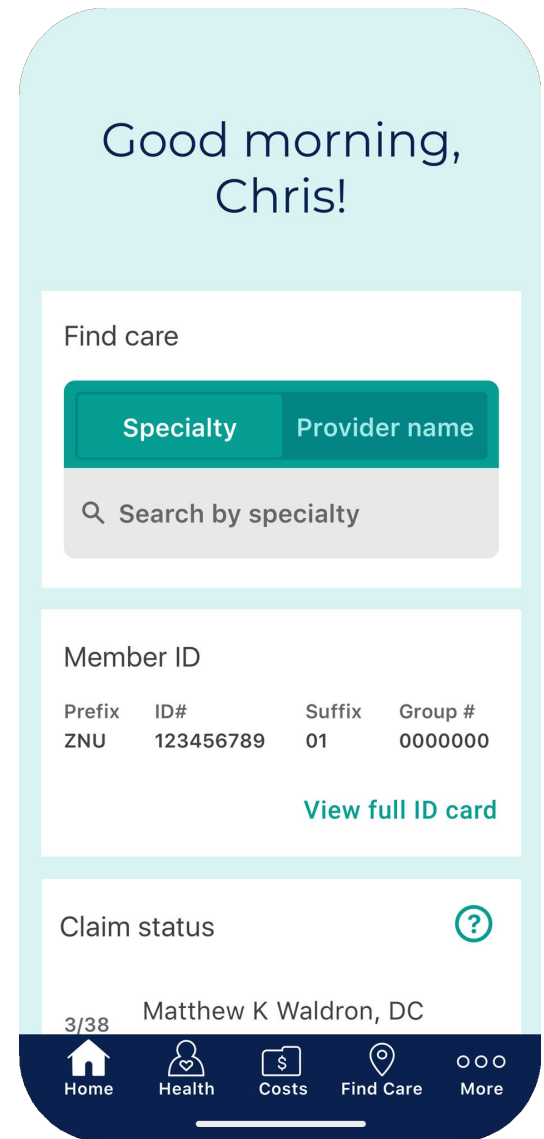 Good morning,
Chris!
Find care
Specialty Provider name
Search by specialty
Member ID
Prefix ID# Suffix Group #
ZNU 123456789 01 0000000
View full ID card
Claim status ?
Matthew K Waldron, DC
3/38
$
Home Health Costs Find Care More